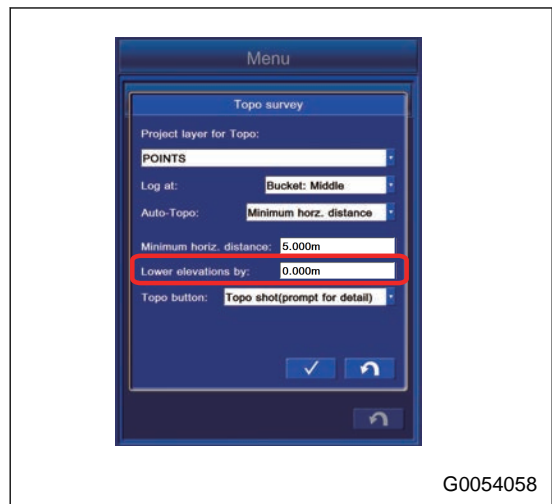 Menu
Topo survey
Project layer for Topo:
POINTS
Log at: Bucket: Middle
Auto-Topo: Minimum horz. distance
Minimum horiz. distance: 5.000m
Lower elevations by: 0.000m
Topo button: Topo shot(prompt for detail)
G0054058